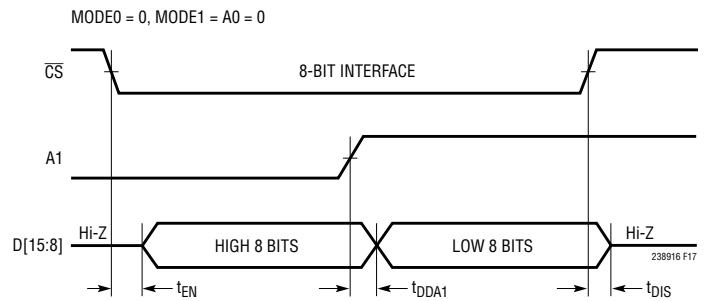 MODE0 = 0, MODE1 = A0 = 0
CS
8-BIT INTERFACE
A1
D[15:8]
Hi-Z
HIGH 8 BITS
LOW 8 BITS
Hi-Z
238916 F17
tEN
tDDA1
tDIS